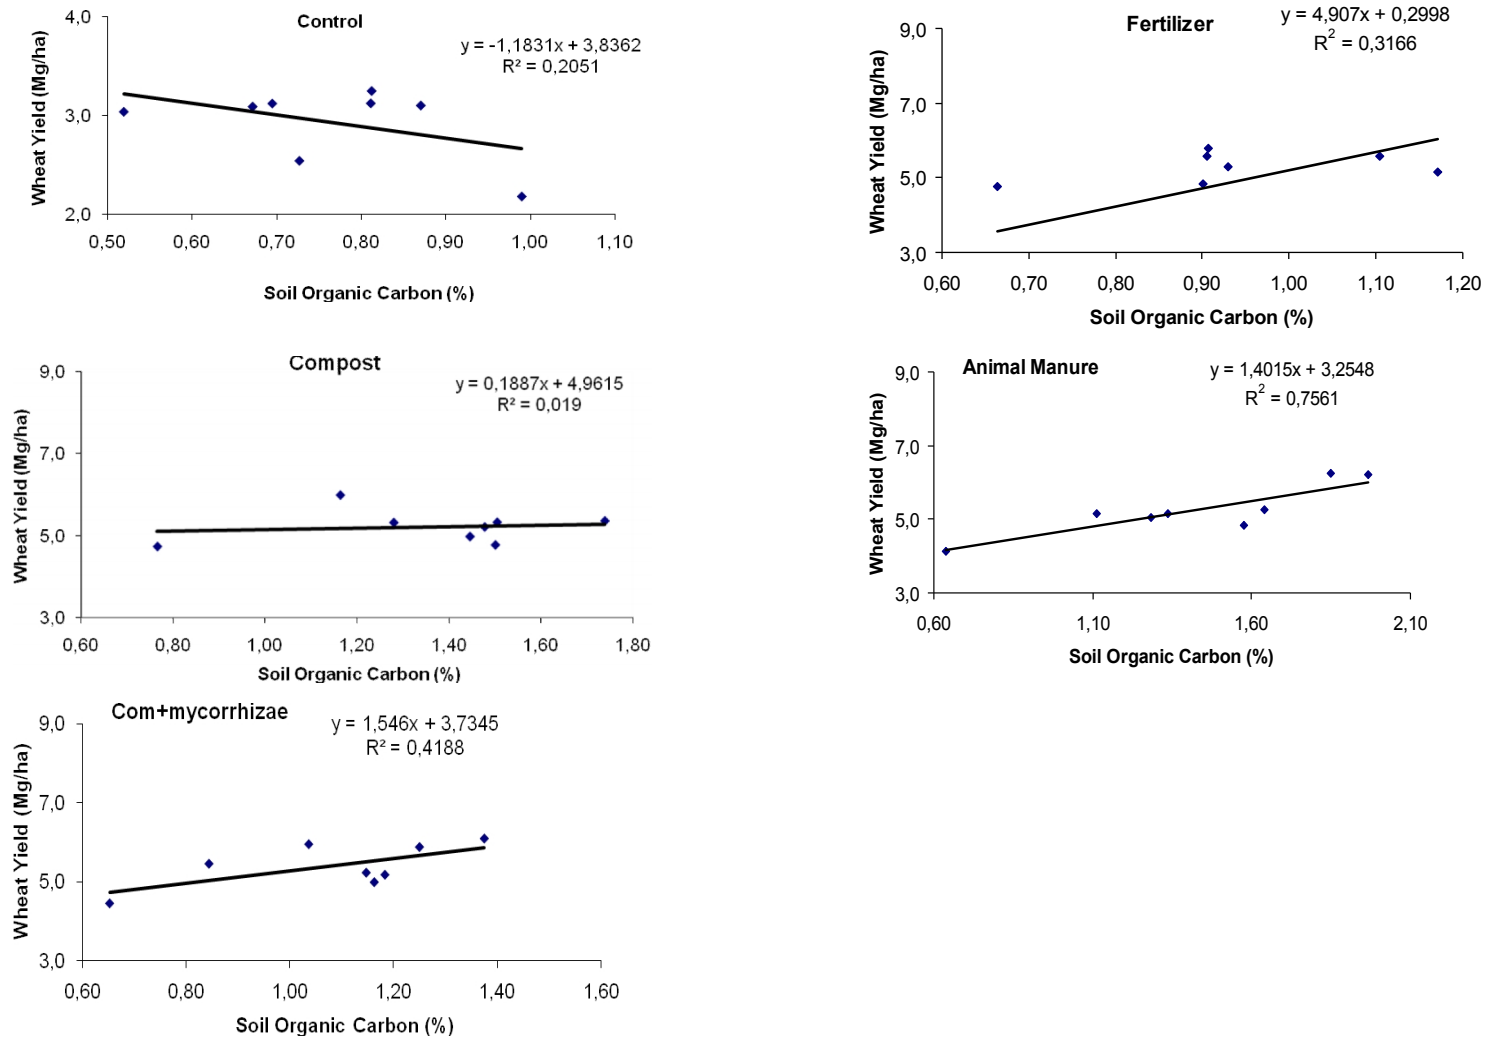 Control
y = -1,1831x + 3,8362
R² = 0,2051
Wheat Yield (Mg/ha)
4,0
3,0
2,0
0,50 0,60 0,70 0,80 0,90 1,00 1,10
Soil Organic Carbon (%)
Fertilizer
y = 4,907x + 0,2998
R² = 0,3166
Wheat Yield (Mg/ha)
9,0
7,0
5,0
3,0
0,60 0,70 0,80 0,90 1,00 1,10 1,20
Soil Organic Carbon (%)
Compost
y = 0,1887x + 4,9615
R² = 0,019
Wheat Yield (Mg/ha)
9,0
7,0
5,0
3,0
0,60 0,80 1,00 1,20 1,40 1,60 1,80
Soil Organic Carbon (%)
Animal Manure
y = 1,4015x + 3,2548
R² = 0,7561
Wheat Yield (Mg/ha)
9,0
7,0
5,0
3,0
0,60 1,10 1,60 2,10
Soil Organic Carbon (%)
Com+mycorrhizae
y = 1,546x + 3,7345
R² = 0,4188
Wheat Yield (Mg/ha)
9,0
7,0
5,0
3,0
0,60 0,80 1,00 1,20 1,40 1,60
Soil Organic Carbon (%)